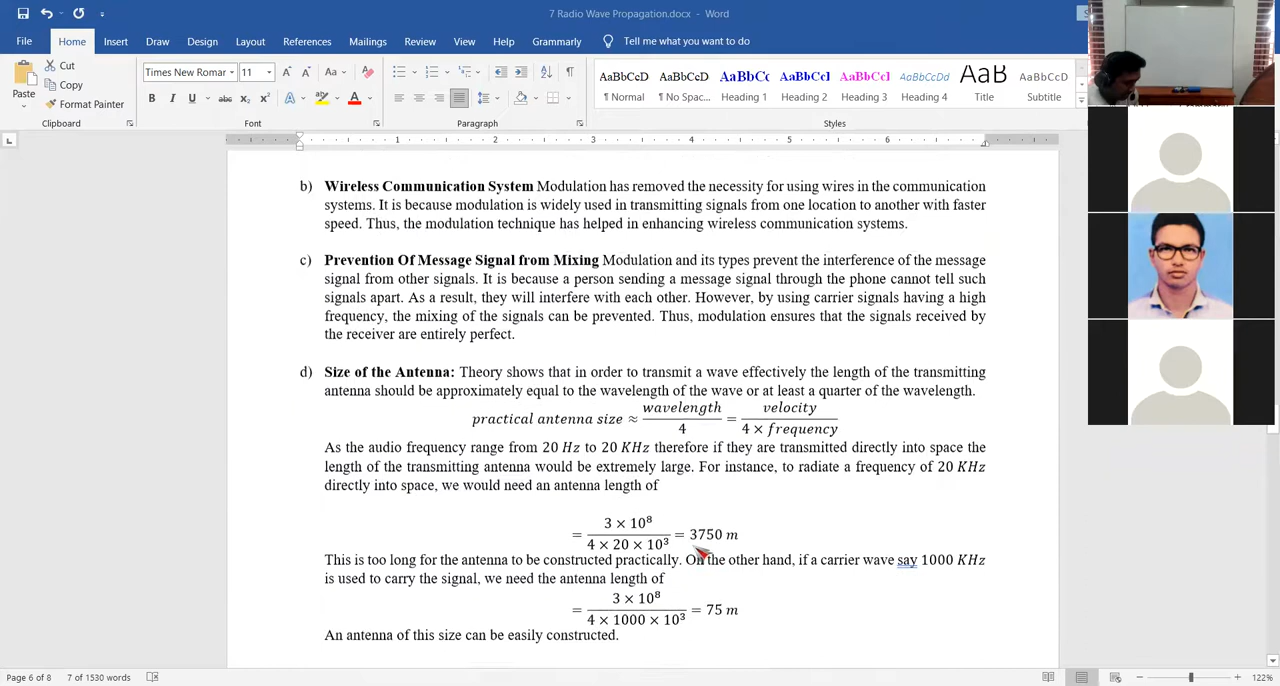 7 Radio Wave Propagation.docx - Word
File Home Insert Draw Design Layout References Mailings Review View Help Grammarly Tell me what you want to do
Paste Cut Copy Format Painter
Times New Romar 11 A A Aa
B I U abc x₂ x² A A
AaBbCcD AaBbCcD AaBbCc AaBbCcI AaBbCcI AaBbCcDd AaB AaBbCcD
¶ Normal ¶ No Spac... Heading 1 Heading 2 Heading 3 Heading 4 Title Subtitle
Clipboard Font Paragraph Styles
1 2 3 4 5 6
b) Wireless Communication System Modulation has removed the necessity for using wires in the communication
systems. It is because modulation is widely used in transmitting signals from one location to another with faster
speed. Thus, the modulation technique has helped in enhancing wireless communication systems.
c) Prevention Of Message Signal from Mixing Modulation and its types prevent the interference of the message
signal from other signals. It is because a person sending a message signal through the phone cannot tell such
signals apart. As a result, they will interfere with each other. However, by using carrier signals having a high
frequency, the mixing of the signals can be prevented. Thus, modulation ensures that the signals received by
the receiver are entirely perfect.
d) Size of the Antenna: Theory shows that in order to transmit a wave effectively the length of the transmitting
antenna should be approximately equal to the wavelength of the wave or at least a quarter of the wavelength.
practical antenna size ≈ wavelength / 4 = velocity / 4 × frequency
As the audio frequency range from 20 Hz to 20 KHz therefore if they are transmitted directly into space the
length of the transmitting antenna would be extremely large. For instance, to radiate a frequency of 20 KHz
directly into space, we would need an antenna length of
= 3 × 10⁸ / 4 × 20 × 10³ = 3750 m
This is too long for the antenna to be constructed practically. On the other hand, if a carrier wave say 1000 KHz
is used to carry the signal, we need the antenna length of
= 3 × 10⁸ / 4 × 1000 × 10³ = 75 m
An antenna of this size can be easily constructed.
Page 6 of 8 7 of 1530 words 122%